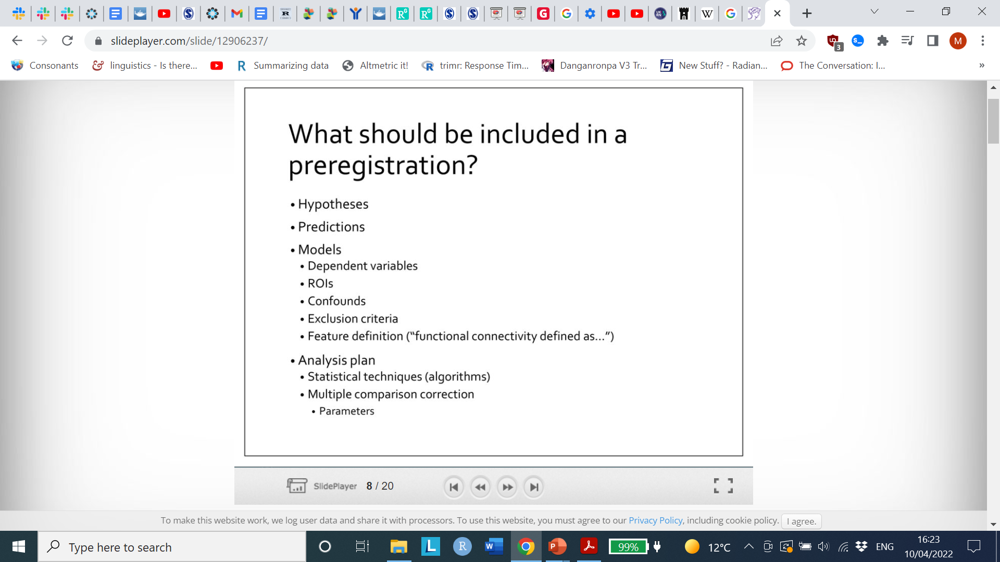 slideplayer.com/slide/12906237/
3
M
Consonants
linguistics - Is there...
Summarizing data
Altmetric it!
trimr: Response Tim...
Danganronpa V3 Tr...
New Stuff? - Radian...
The Conversation: I...
»
What should be included in a
preregistration?
• Hypotheses
• Predictions
• Models
• Dependent variables
• ROIs
• Confounds
• Exclusion criteria
• Feature definition (“functional connectivity defined as...”)
• Analysis plan
• Statistical techniques (algorithms)
• Multiple comparison correction
• Parameters
SlidePlayer 8 / 20
To make this website work, we log user data and share it with processors. To use this website, you must agree to our Privacy Policy, including cookie policy. I agree.
Type here to search
99%
12°C
ENG
16:23
10/04/2022